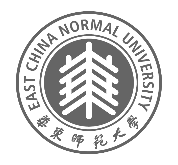 EAST CHINA NORMAL UNIVERSITY
華東師範大學